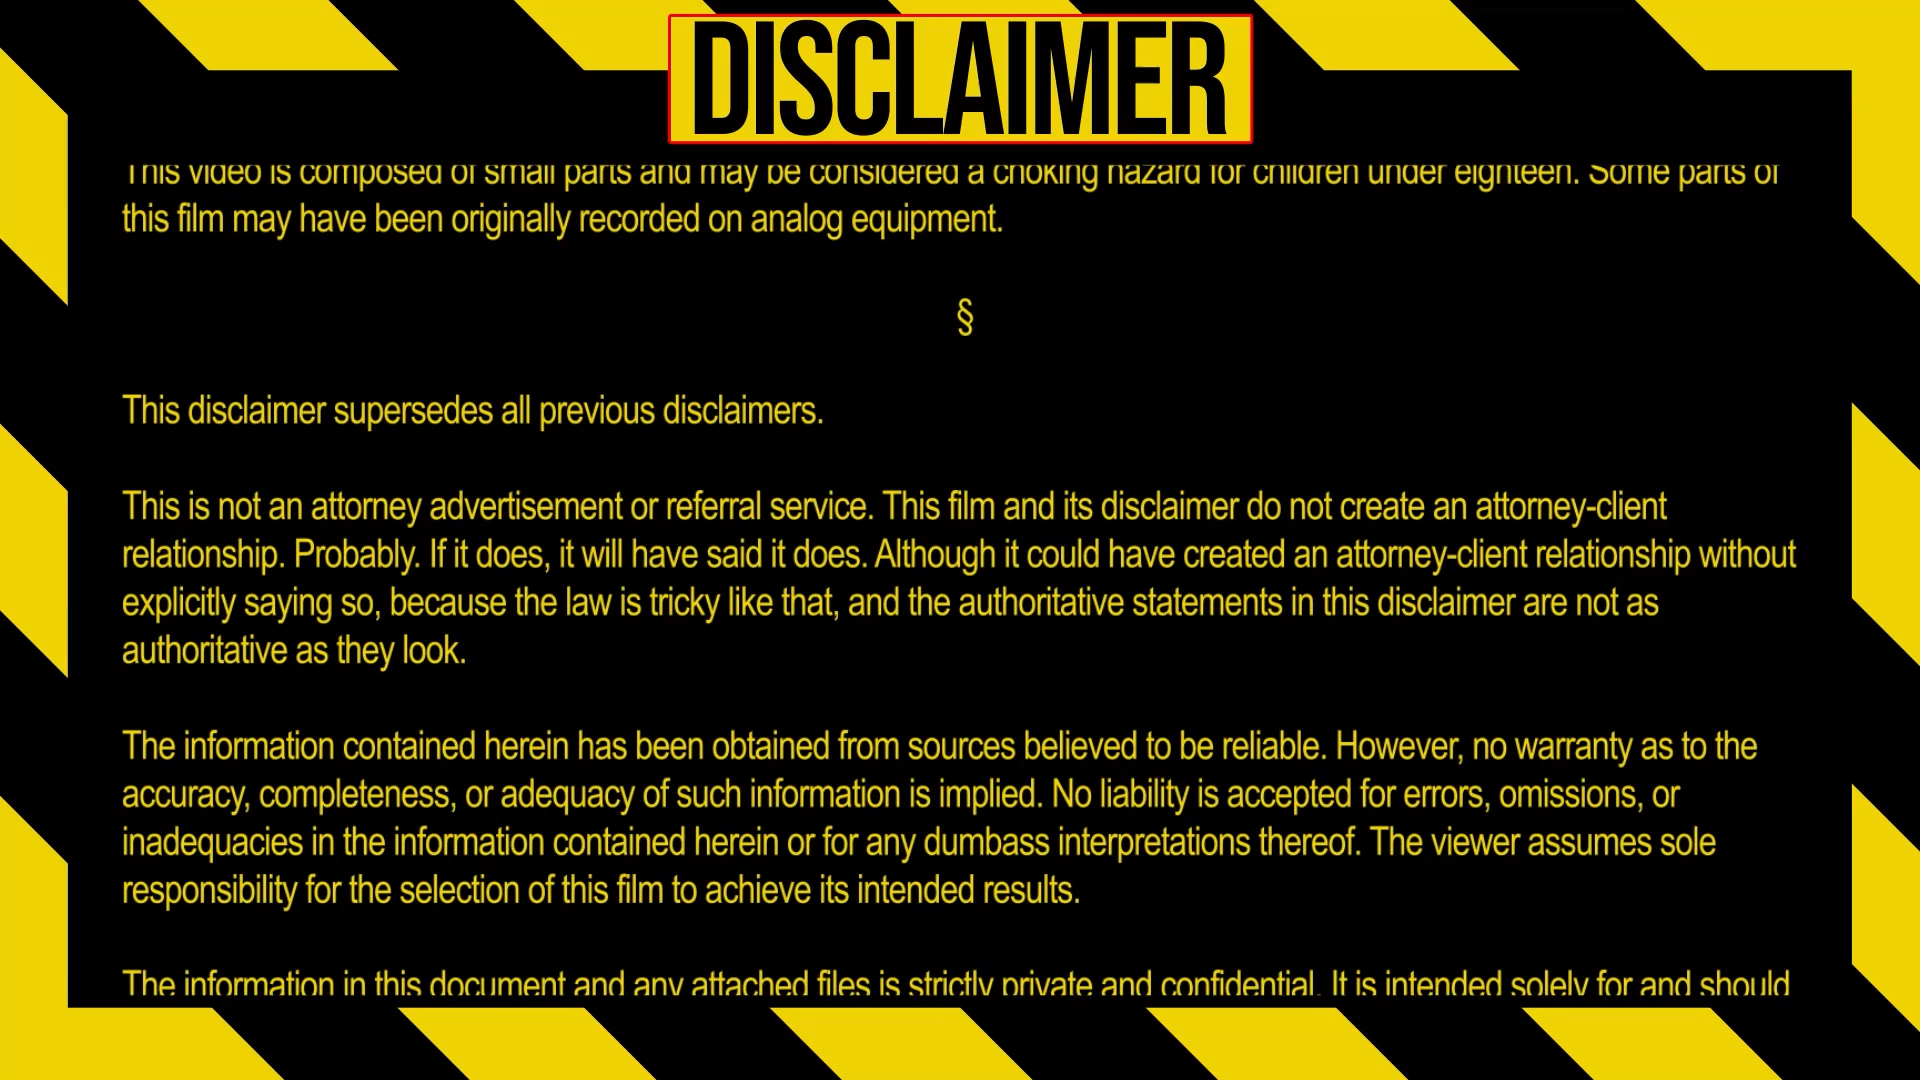 DISCLAIMER
This video is composed of small parts and may be considered a choking hazard for children under eighteen. Some parts of
this film may have been originally recorded on analog equipment.
§
This disclaimer supersedes all previous disclaimers.
This is not an attorney advertisement or referral service. This film and its disclaimer do not create an attorney-client
relationship. Probably. If it does, it will have said it does. Although it could have created an attorney-client relationship without
explicitly saying so, because the law is tricky like that, and the authoritative statements in this disclaimer are not as
authoritative as they look.
The information contained herein has been obtained from sources believed to be reliable. However, no warranty as to the
accuracy, completeness, or adequacy of such information is implied. No liability is accepted for errors, omissions, or
inadequacies in the information contained herein or for any dumbass interpretations thereof. The viewer assumes sole
responsibility for the selection of this film to achieve its intended results.
The information in this document and any attached files is strictly private and confidential. It is intended solely for and should